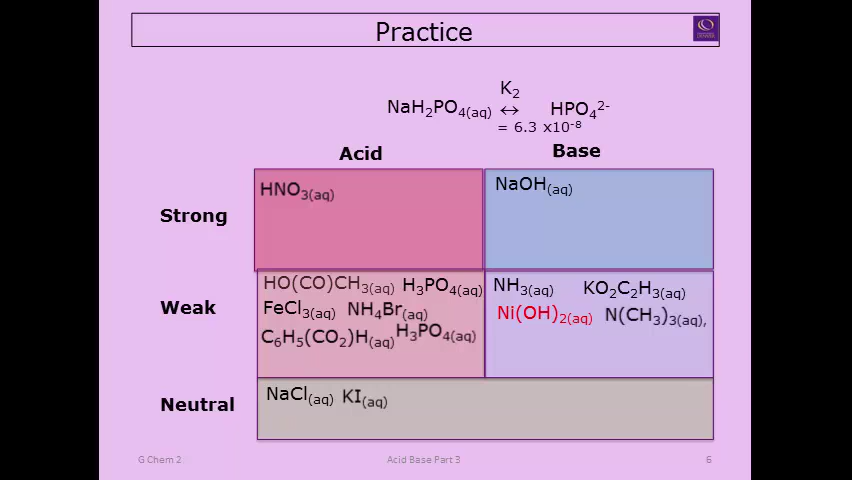 Practice
K₂
NaH₂PO₄(aq) ↔ HPO₄²⁻
= 6.3 x10⁻⁸
Acid Base
HNO₃(aq) NaOH(aq)
Strong
HO(CO)CH₃(aq) H₃PO₄(aq) NH₃(aq) KO₂C₂H₃(aq)
Weak FeCl₃(aq) NH₄Br(aq) Ni(OH)₂(aq) N(CH₃)₃(aq),
C₆H₅(CO₂)H(aq) H₃PO₄(aq)
NaCl(aq) KI(aq)
Neutral
G Chem 2 Acid Base Part 3 6